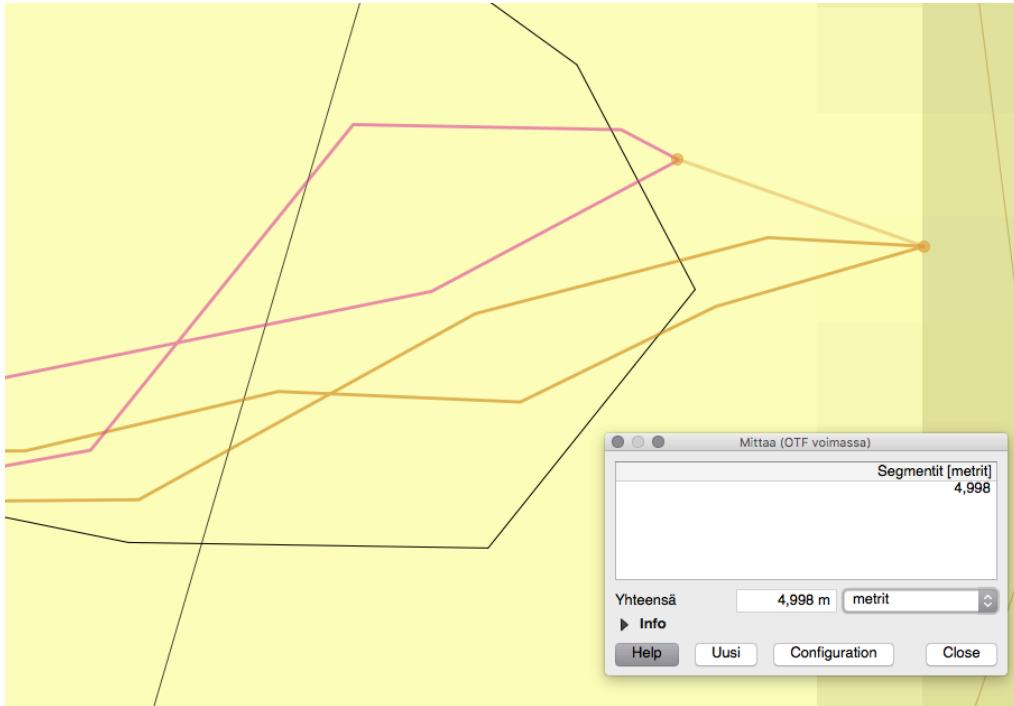 Mittaa (OTF voimassa)
Segmentit [metrit]
4,998
Yhteensä 4,998 m metrit
Info
Help Uusi Configuration Close